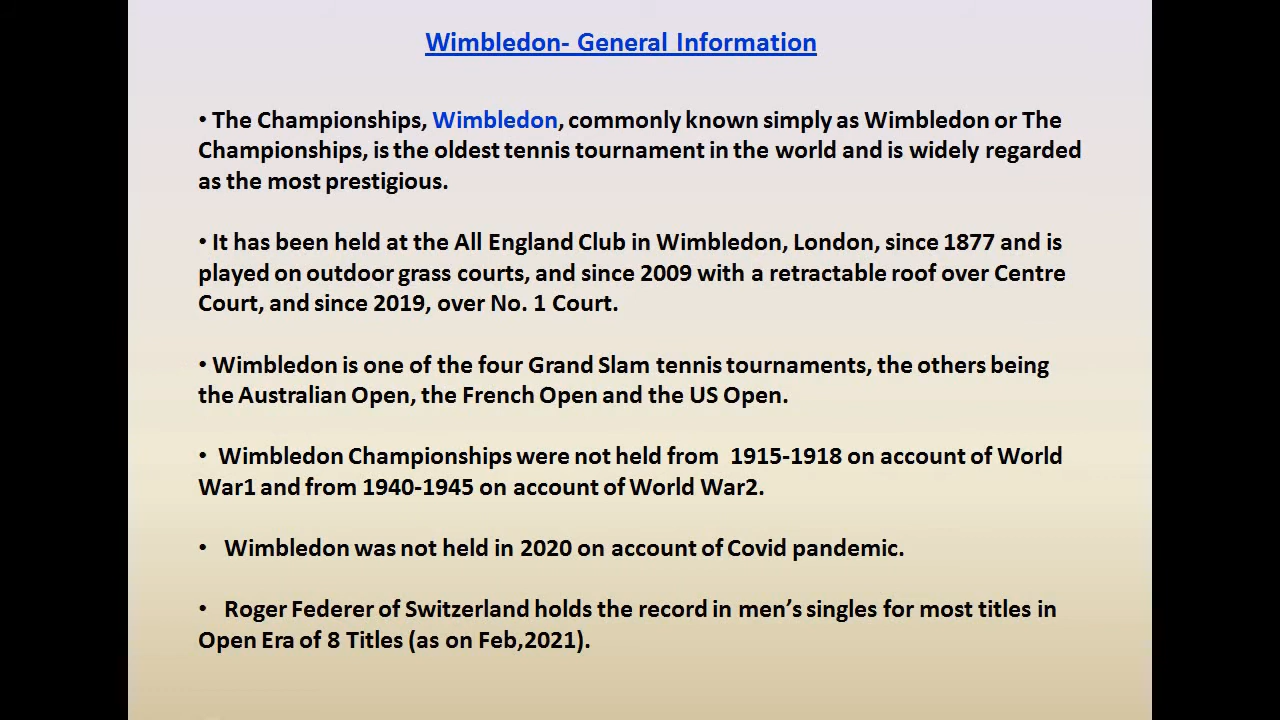 Wimbledon- General Information
• The Championships, Wimbledon, commonly known simply as Wimbledon or The
Championships, is the oldest tennis tournament in the world and is widely regarded
as the most prestigious.
• It has been held at the All England Club in Wimbledon, London, since 1877 and is
played on outdoor grass courts, and since 2009 with a retractable roof over Centre
Court, and since 2019, over No. 1 Court.
• Wimbledon is one of the four Grand Slam tennis tournaments, the others being
the Australian Open, the French Open and the US Open.
• Wimbledon Championships were not held from 1915-1918 on account of World
War1 and from 1940-1945 on account of World War2.
• Wimbledon was not held in 2020 on account of Covid pandemic.
• Roger Federer of Switzerland holds the record in men’s singles for most titles in
Open Era of 8 Titles (as on Feb,2021).